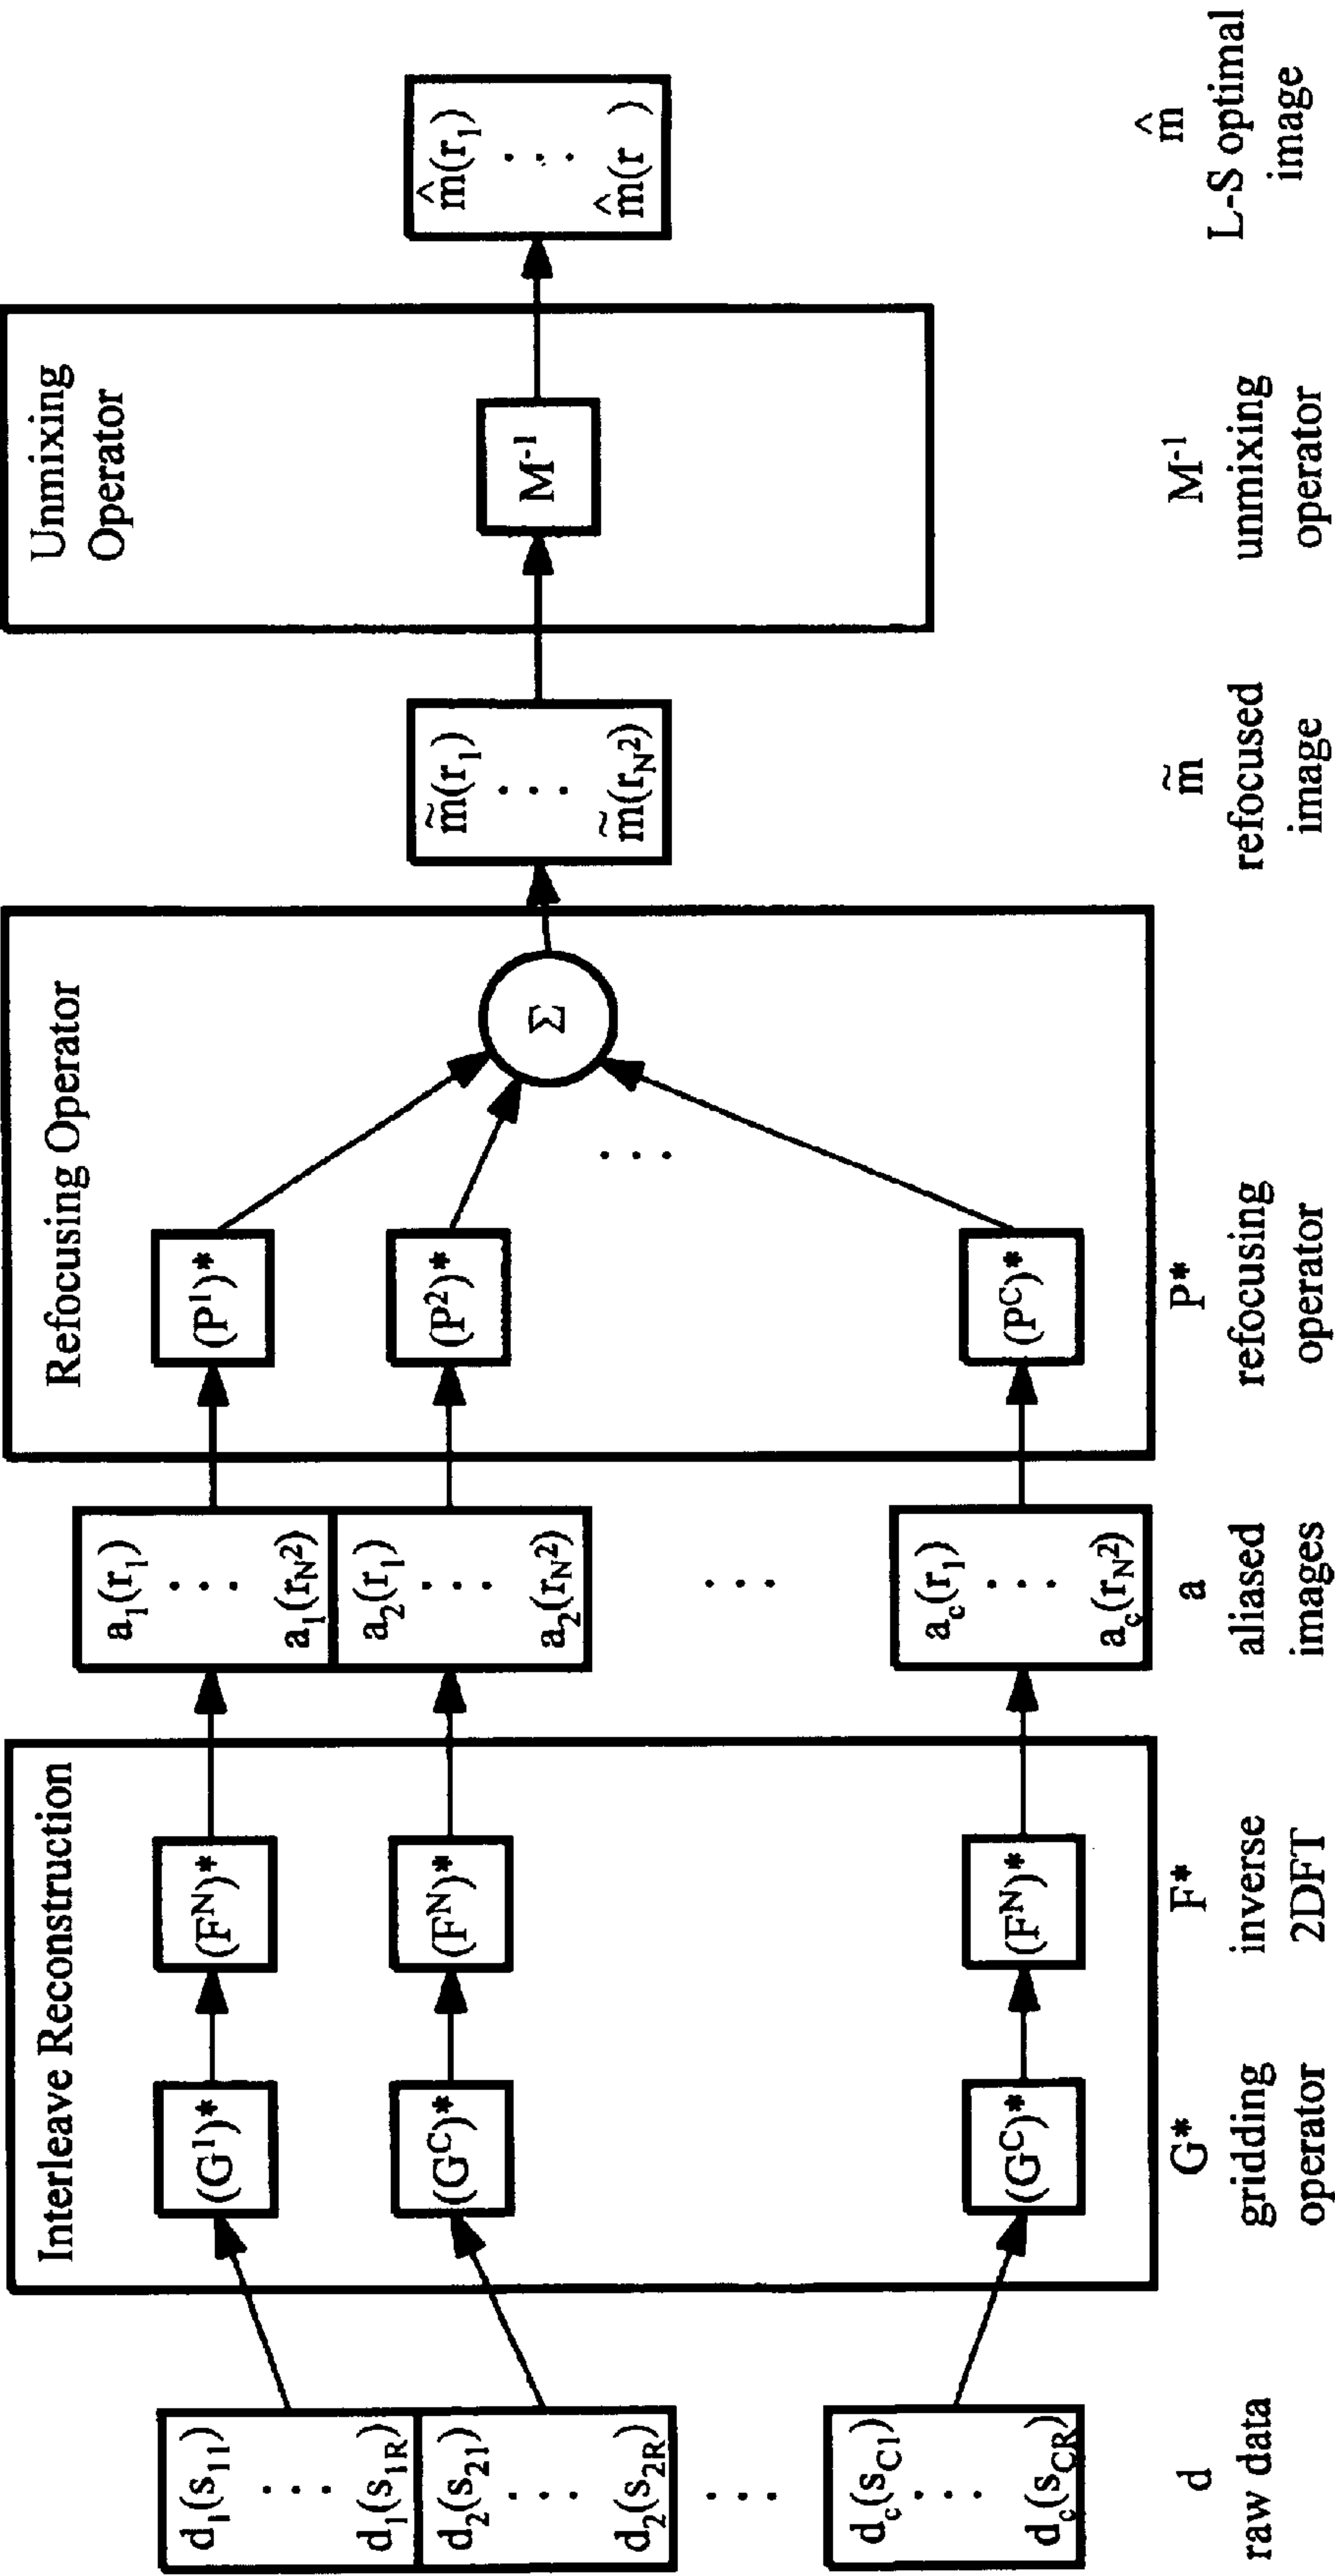 d₁(s₁₁)
⋮
d₁(s₁R)
d₂(s₂₁)
⋮
d₂(s₂R)
⋮
d_c(s_C1)
⋮
d_c(s_CR)
d
raw data
Interleave Reconstruction
(G¹)*
(F^N)*
(G^C)*
(F^N)*
(G^C)*
(F^N)*
G*
gridding
operator
F*
inverse
2DFT
a₁(r₁)
⋮
a₁(r_N²)
a₂(r₁)
⋮
a₂(r_N²)
⋮
a_c(r₁)
⋮
a_c(r_N²)
a
aliased
images
Refocusing Operator
(P¹)*
(P²)*
⋮
(P^C)*
Σ
P*
refocusing
operator
m̃(r₁)
⋮
m̃(r_N²)
m̃
refocused
image
Unmixing
Operator
M⁻¹
M⁻¹
unmixing
operator
m̂(r₁)
⋮
m̂(r )
m̂
L-S optimal
image